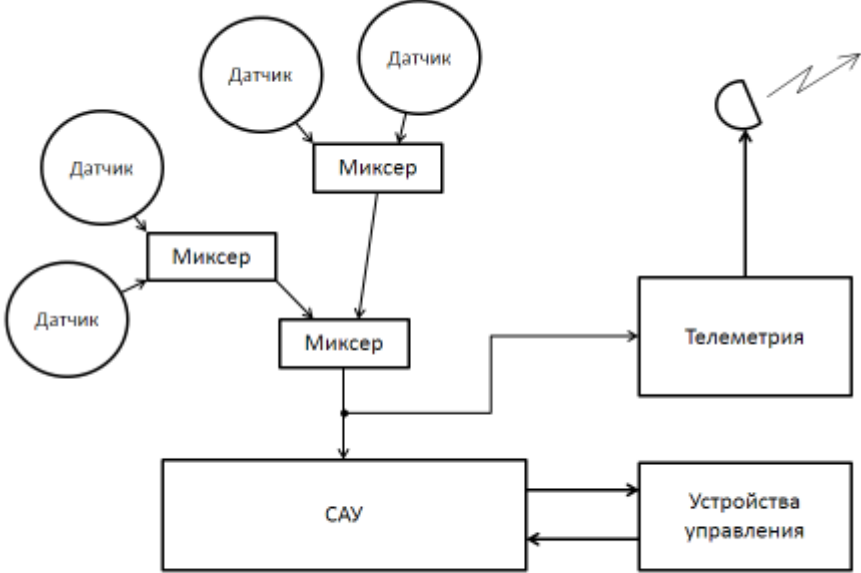 Датчик
Датчик
Миксер
Датчик
Миксер
Датчик
Миксер
Телеметрия
САУ
Устройства
управления